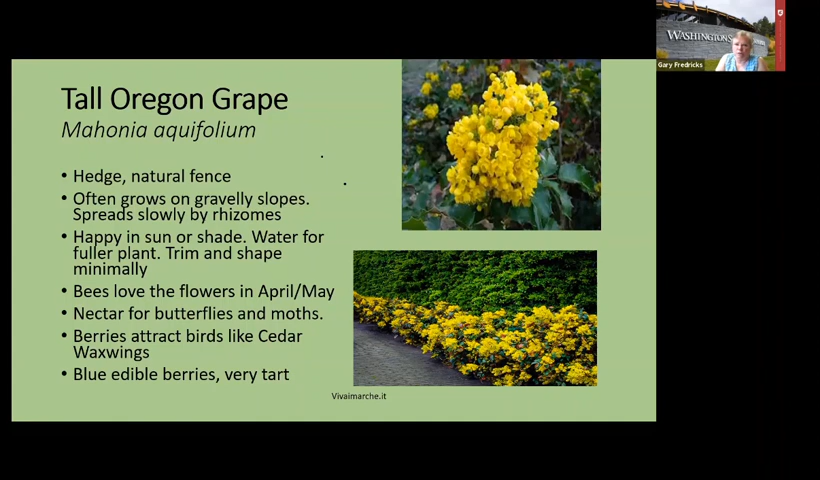 Tall Oregon Grape
Mahonia aquifolium
• Hedge, natural fence
• Often grows on gravelly slopes.
Spreads slowly by rhizomes
• Happy in sun or shade. Water for
fuller plant. Trim and shape
minimally
• Bees love the flowers in April/May
• Nectar for butterflies and moths.
• Berries attract birds like Cedar
Waxwings
• Blue edible berries, very tart
Vivaimarche.it
WASHINGTON
Gary Fredricks